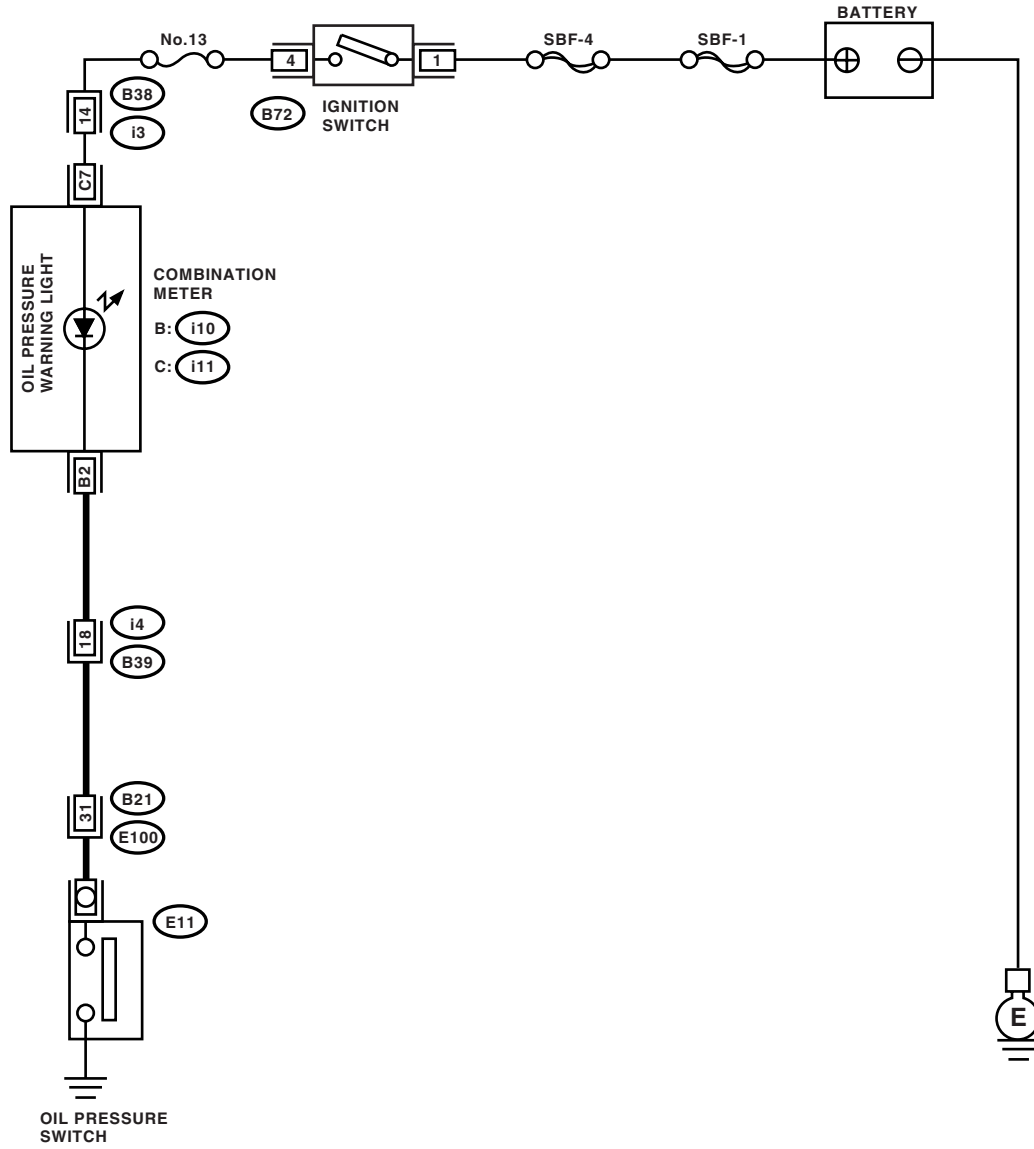 BATTERY
No.13
SBF-4
SBF-1
4
1
B72
IGNITION
SWITCH
14
B38
i3
C7
OIL PRESSURE
WARNING LIGHT
COMBINATION
METER
B: i10
C: i11
B2
18
i4
B39
31
B21
E100
E11
E
OIL PRESSURE
SWITCH